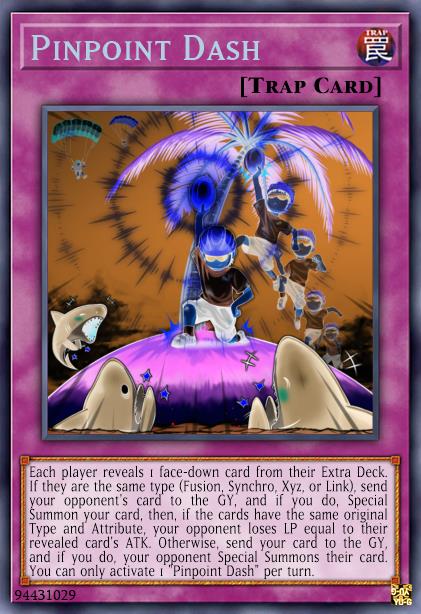 Pinpoint Dash
TRAP
罠
[Trap Card]
Each player reveals 1 face-down card from their Extra Deck.
If they are the same type (Fusion, Synchro, Xyz, or Link), send
your opponent's card to the GY, and if you do, Special
Summon your card, then, if the cards have the same original
Type and Attribute, your opponent loses LP equal to their
revealed card's ATK. Otherwise, send your card to the GY,
and if you do, your opponent Special Summons their card.
You can only activate 1 "Pinpoint Dash" per turn.
94431029